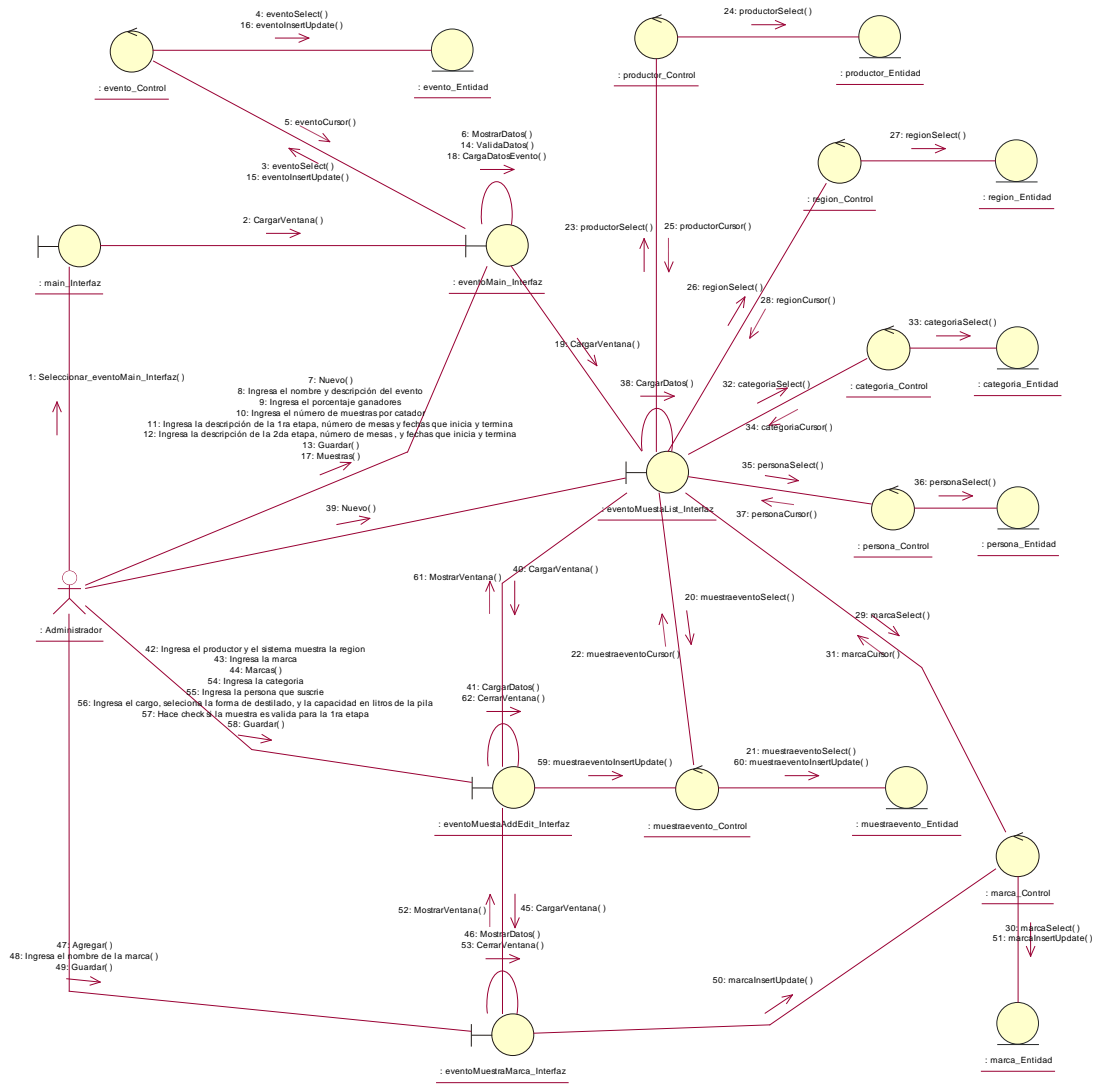 4: eventoSelect( )
16: eventoInsertUpdate( )
: evento_Control
: evento_Entidad
5: eventoCursor( )
3: eventoSelect( )
15: eventoInsertUpdate( )
6: MostrarDatos( )
14: ValidaDatos( )
18: CargaDatosEvento( )
2: CargarVentana( )
: main_Interfaz
: eventoMain_Interfaz
24: productorSelect( )
: productor_Control
: productor_Entidad
27: regionSelect( )
: region_Control
: region_Entidad
23: productorSelect( )
25: productorCursor( )
26: regionSelect( )
28: regionCursor( )
33: categoriaSelect( )
: categoria_Control
: categoria_Entidad
19: CargarVentana( )
38: CargarDatos( )
32: categoriaSelect( )
34: categoriaCursor( )
1: Seleccionar_eventoMain_Interfaz( )
7: Nuevo( )
8: Ingresa el nombre y descripción del evento
9: Ingresa el porcentaje ganadores
10: Ingresa el número de muestras por catador
11: Ingresa la descripción de la 1ra etapa, número de mesas y fechas que inicia y termina
12: Ingresa la descripción de la 2da etapa, número de mesas , y fechas que inicia y termina
13: Guardar( )
17: Muestras( )
35: personaSelect( )
36: personaSelect( )
37: personaCursor( )
: persona_Control
: persona_Entidad
: eventoMuestaList_Interfaz
39: Nuevo( )
: Administrador
61: MostrarVentana( )
40: CargarVentana( )
20: muestraeventoSelect( )
22: muestraeventoCursor( )
29: marcaSelect( )
31: marcaCursor( )
42: Ingresa el productor y el sistema muestra la region
43: Ingresa la marca
44: Marcas( )
54: Ingresa la categoria
55: Ingresa la persona que suscrie
56: Ingresa el cargo, seleciona la forma de destilado, y la capacidad en litros de la pila
57: Hace check si la muestra es valida para la 1ra etapa
58: Guardar( )
41: CargarDatos( )
62: CerrarVentana( )
59: muestraeventoInsertUpdate( )
21: muestraeventoSelect( )
60: muestraeventoInsertUpdate( )
: eventoMuestaAddEdit_Interfaz
: muestraevento_Control
: muestraevento_Entidad
: marca_Control
52: MostrarVentana( )
45: CargarVentana( )
30: marcaSelect( )
51: marcaInsertUpdate( )
46: MostrarDatos( )
53: CerrarVentana( )
47: Agregar( )
48: Ingresa el nombre de la marca( )
49: Guardar( )
50: marcaInsertUpdate( )
: eventoMuestraMarca_Interfaz
: marca_Entidad